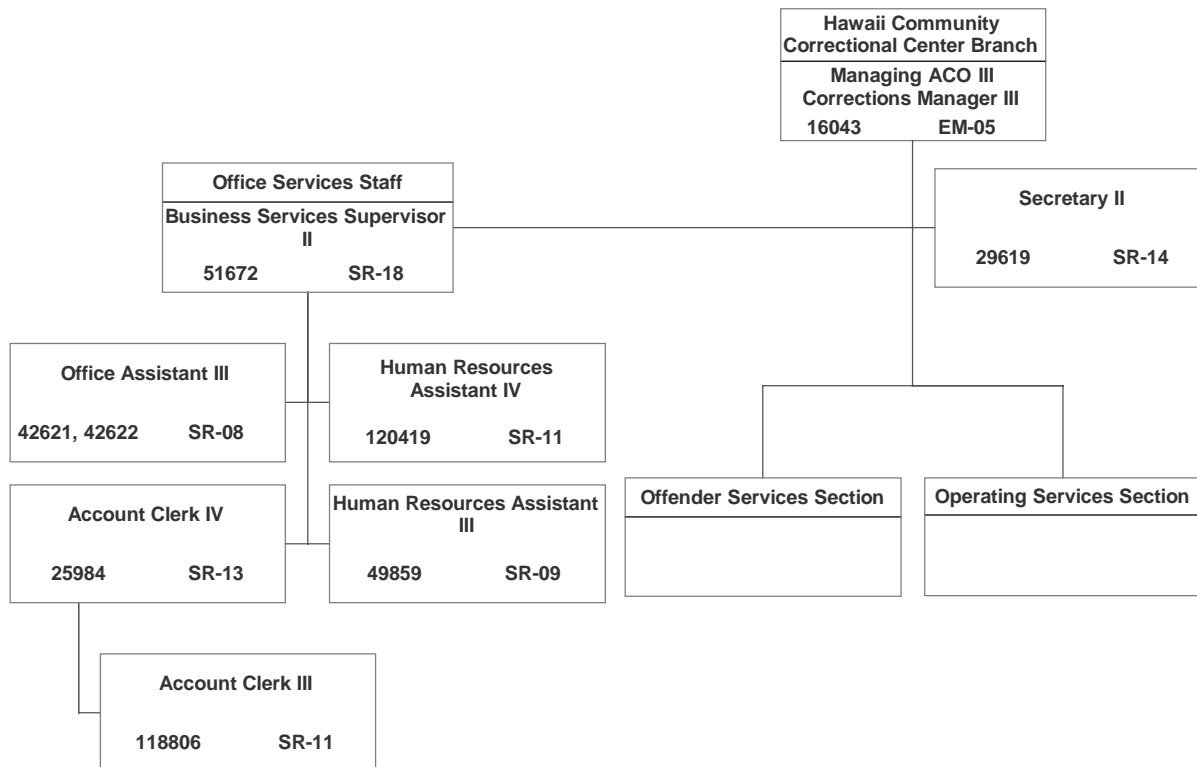 Hawaii Community
Correctional Center Branch
Managing ACO III
Corrections Manager III
16043 EM-05
Office Services Staff
Business Services Supervisor
II
51672 SR-18
Secretary II
29619 SR-14
Office Assistant III
42621, 42622 SR-08
Human Resources
Assistant IV
120419 SR-11
Account Clerk IV
25984 SR-13
Human Resources Assistant
III
49859 SR-09
Offender Services Section
Operating Services Section
Account Clerk III
118806 SR-11